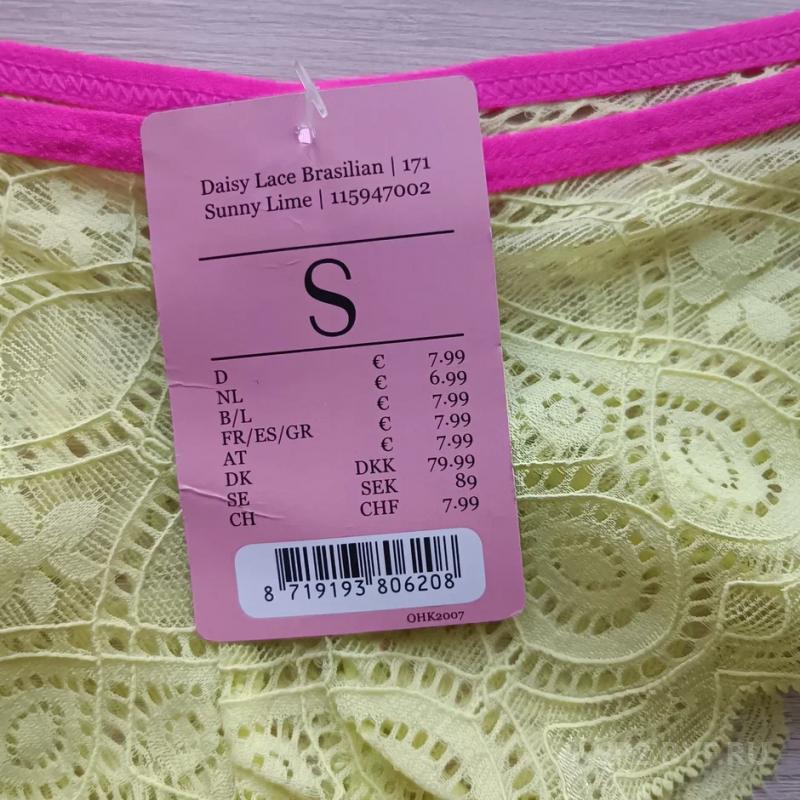 Daisy Lace Brasilian | 171
Sunny Lime | 115947002
S
D € 7.99
NL € 6.99
B/L € 7.99
FR/ES/GR € 7.99
AT € 7.99
DK DKK 79.99
SE SEK 89
CH CHF 7.99
8 719193 806208
OHK2007